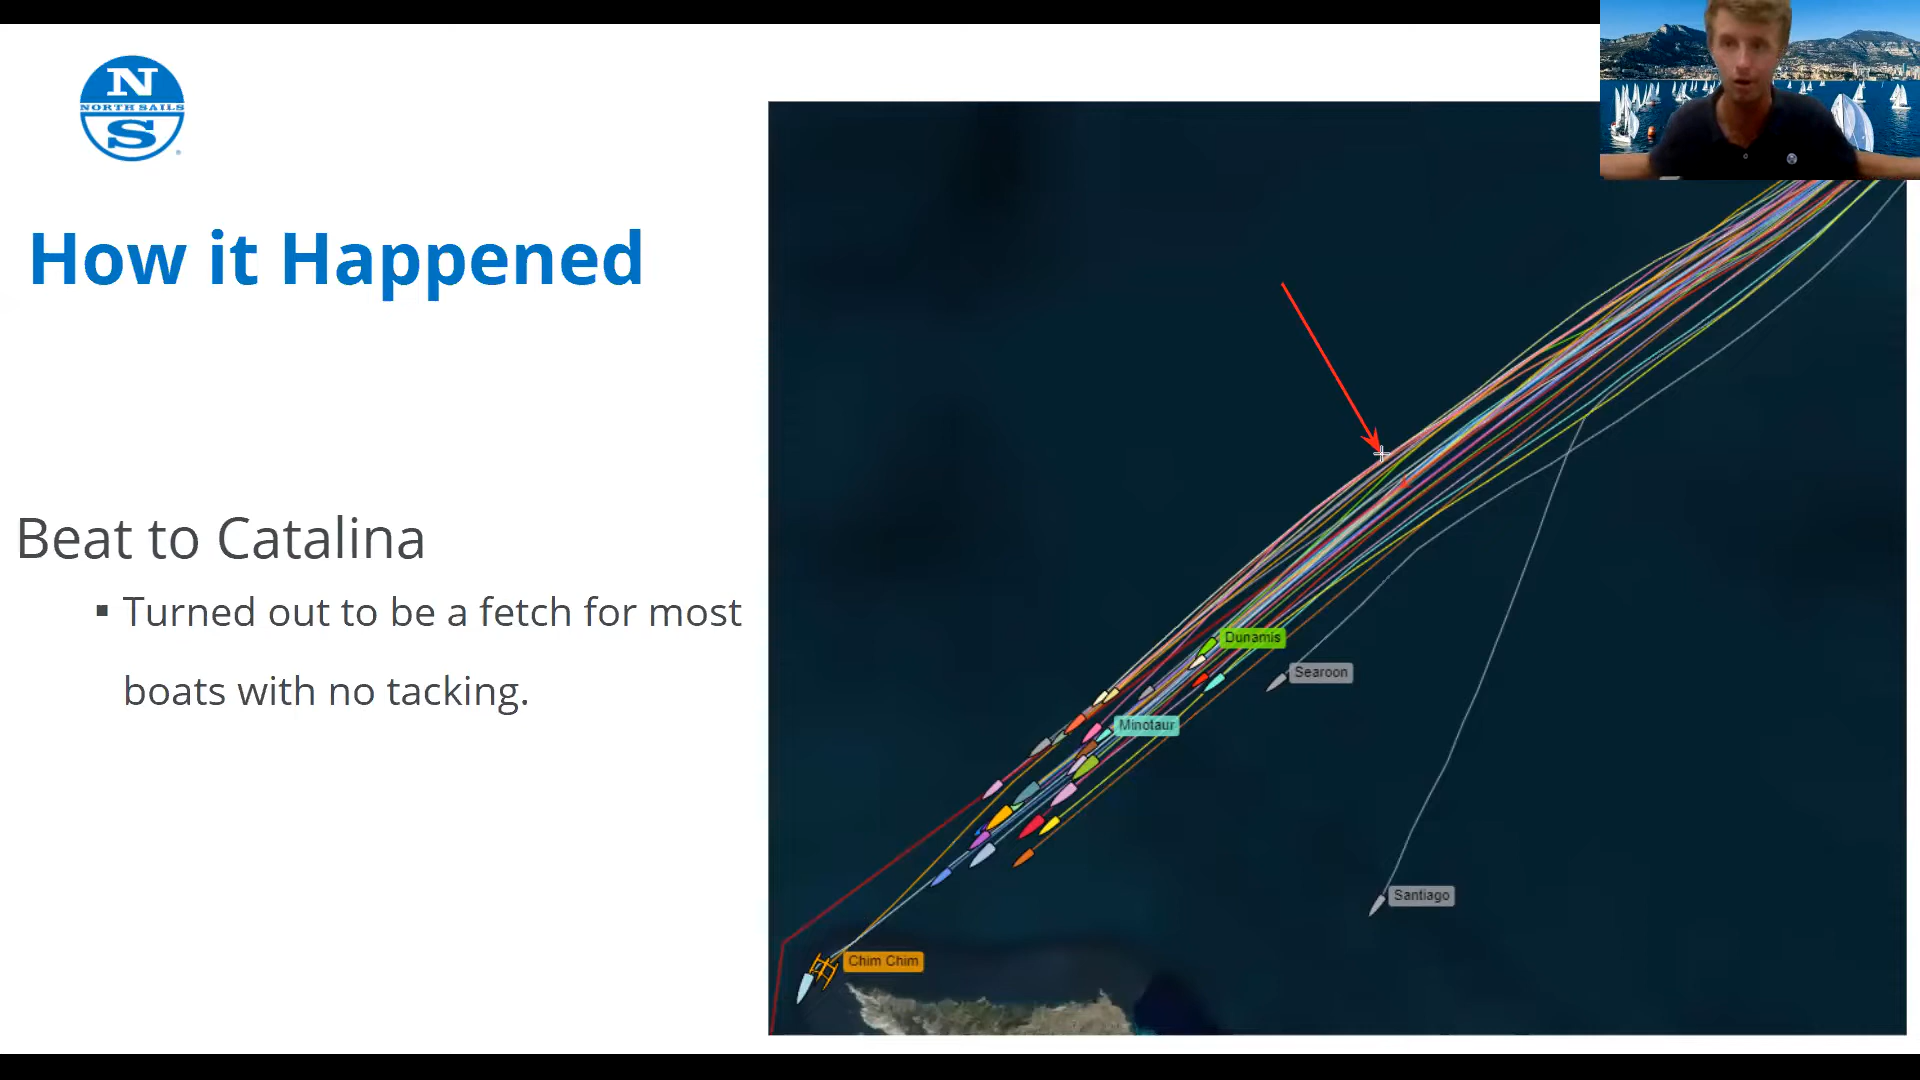 N
NORTH SAILS
S
How it Happened
Beat to Catalina
▪ Turned out to be a fetch for most
boats with no tacking.
Dunamis
Searoon
Minotaur
Santiago
Chim Chim